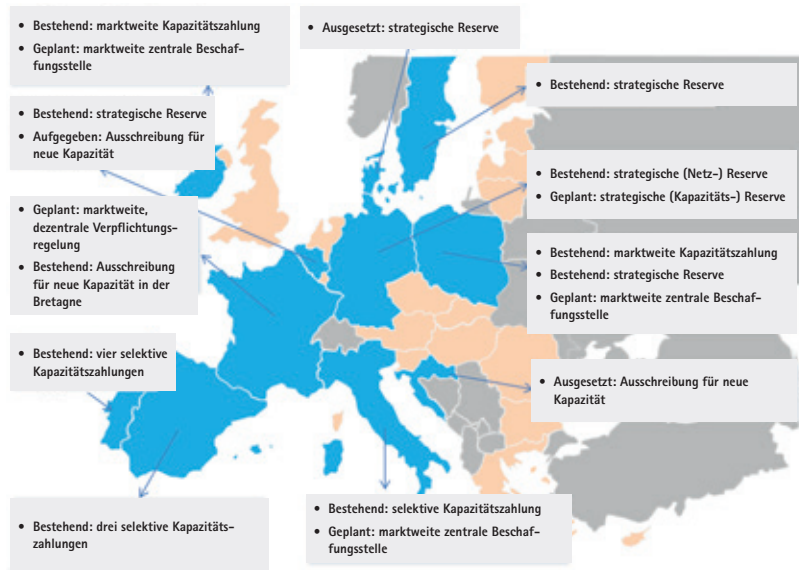 • Bestehend: marktweite Kapazitätszahlung
• Geplant: marktweite zentrale Beschaf-
fungsstelle
• Ausgesetzt: strategische Reserve
• Bestehend: strategische Reserve
• Bestehend: strategische Reserve
• Aufgegeben: Ausschreibung für
neue Kapazität
• Bestehend: strategische (Netz-) Reserve
• Geplant: strategische (Kapazitäts-) Reserve
• Geplant: marktweite,
dezentrale Verpflichtungs-
regelung
• Bestehend: Ausschreibung
für neue Kapazität in der
Bretagne
• Bestehend: marktweite Kapazitätszahlung
• Bestehend: strategische Reserve
• Geplant: marktweite zentrale Beschaf-
fungsstelle
• Bestehend: vier selektive
Kapazitätszahlungen
• Ausgesetzt: Ausschreibung für neue
Kapazität
• Bestehend: drei selektive Kapazitäts-
zahlungen
• Bestehend: selektive Kapazitätszahlung
• Geplant: marktweite zentrale Beschaf-
fungsstelle